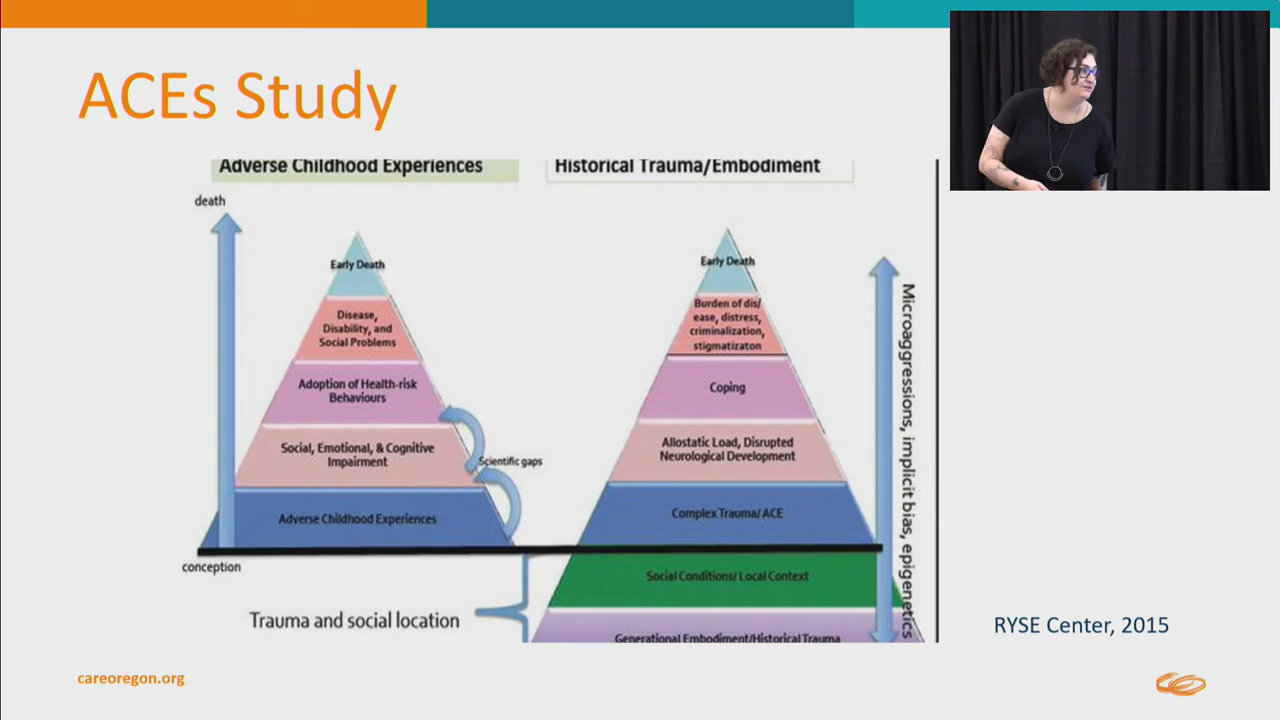 ACEs Study
Adverse Childhood Experiences
Historical Trauma/Embodiment
death
Early Death
Disease,
Disability, and
Social Problems
Adoption of Health-risk
Behaviours
Social, Emotional, & Cognitive
Impairment
Scientific gaps
Adverse Childhood Experiences
conception
Early Death
Burden of dis/
ease, distress,
criminalization,
stigmatizaton
Coping
Allostatic Load, Disrupted
Neurological Development
Complex Trauma/ ACE
Social Conditions/ Local Context
Generational Embodiment/Historical Trauma
Microaggressions, implicit bias, epigenetics
Trauma and social location
RYSE Center, 2015
careoregon.org